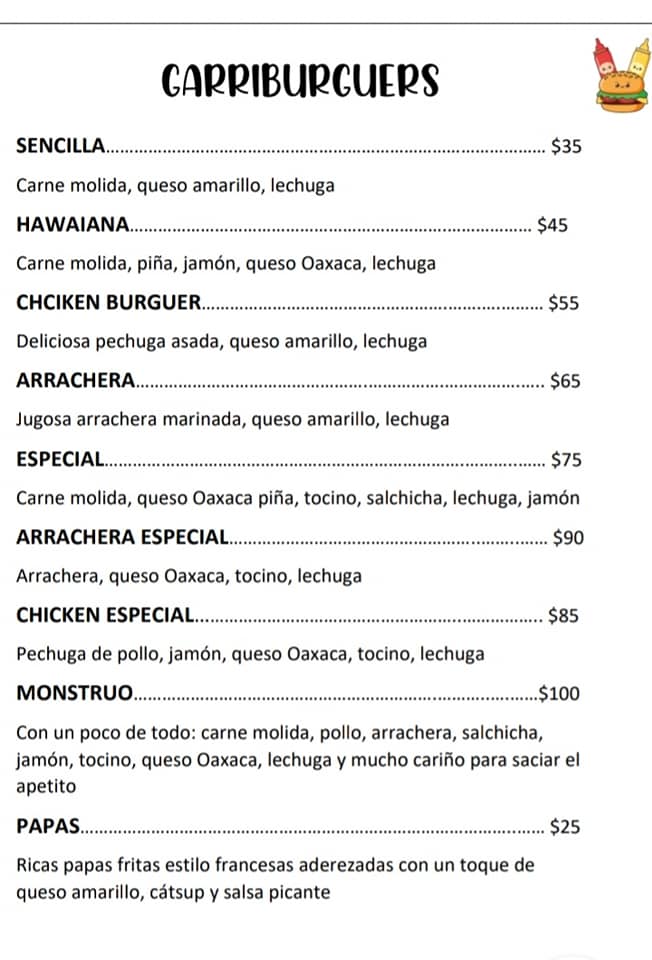 GARRIBURGUERS
SENCILLA........................................................................................... $35
Carne molida, queso amarillo, lechuga
HAWAIANA................................................................................... $45
Carne molida, piña, jamón, queso Oaxaca, lechuga
CHCIKEN BURGUER....................................................................... $55
Deliciosa pechuga asada, queso amarillo, lechuga
ARRACHERA..................................................................................... $65
Jugosa arrachera marinada, queso amarillo, lechuga
ESPECIAL........................................................................................... $75
Carne molida, queso Oaxaca piña, tocino, salchicha, lechuga, jamón
ARRACHERA ESPECIAL.................................................................. $90
Arrachera, queso Oaxaca, tocino, lechuga
CHICKEN ESPECIAL........................................................................ $85
Pechuga de pollo, jamón, queso Oaxaca, tocino, lechuga
MONSTRUO....................................................................................$100
Con un poco de todo: carne molida, pollo, arrachera, salchicha,
jamón, tocino, queso Oaxaca, lechuga y mucho cariño para saciar el
apetito
PAPAS................................................................................................ $25
Ricas papas fritas estilo francesas aderezadas con un toque de
queso amarillo, cátsup y salsa picante